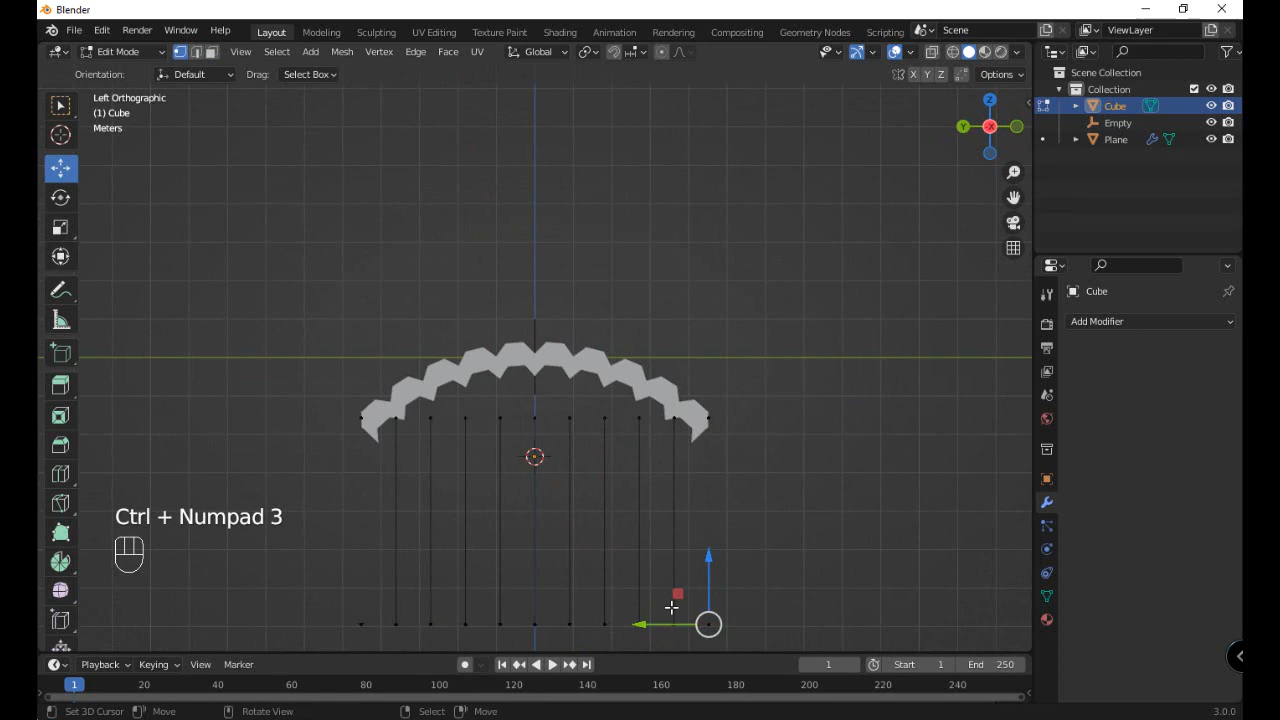 Blender
File Edit Render Window Help Layout Modeling Sculpting UV Editing Texture Paint Shading Animation Rendering Compositing Geometry Nodes Scripting Scene ViewLayer
Edit Mode View Select Add Mesh Vertex Edge Face UV Global
Orientation: Default Drag: Select Box X Y Z Options
Scene Collection
Collection
Cube
Empty
Plane
Left Orthographic
(1) Cube
Meters
Z
Y
X
Cube
Add Modifier
Ctrl + Numpad 3
Playback Keying View Marker 1 Start 1 End 250
1 20 40 60 80 100 120 140 160 180 200 220 240
Set 3D Cursor Move Rotate View Select Move 3.0.0